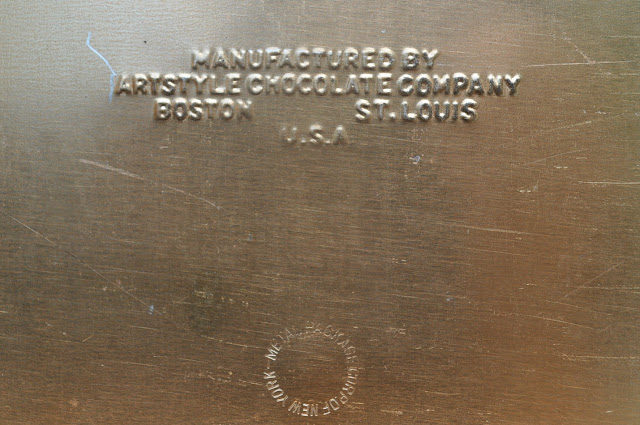 MANUFACTURED BY
ARTSTYLE CHOCOLATE COMPANY
BOSTON ST. LOUIS
U.S.A
METAL PACKAGE CORP. OF NEW YORK